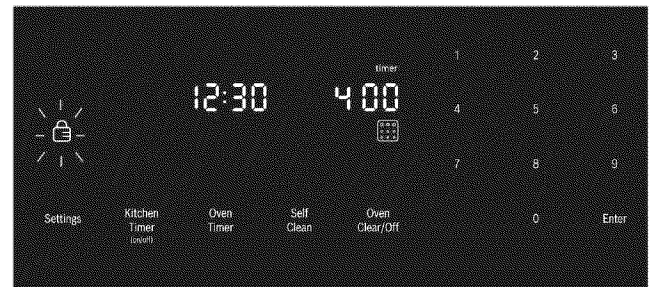 timer
12:30
4 00
1 2 3
4 5 6
7 8 9
0 Enter
Settings
Kitchen
Timer
(on/off)
Oven
Timer
Self
Clean
Oven
Clear/Off